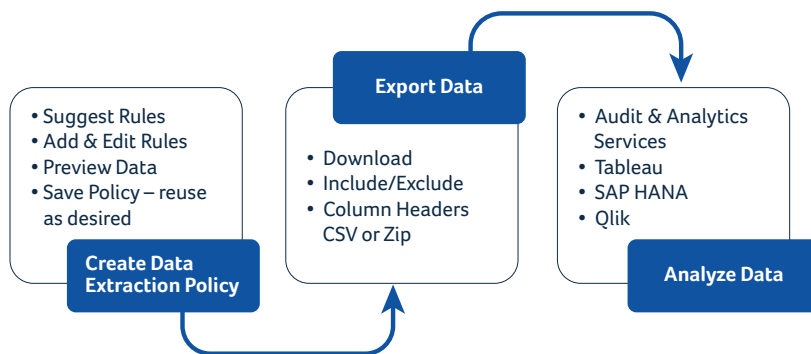 • Suggest Rules
• Add & Edit Rules
• Preview Data
• Save Policy – reuse
as desired
Create Data
Extraction Policy
Export Data
• Download
• Include/Exclude
• Column Headers
CSV or Zip
• Audit & Analytics
Services
• Tableau
• SAP HANA
• Qlik
Analyze Data